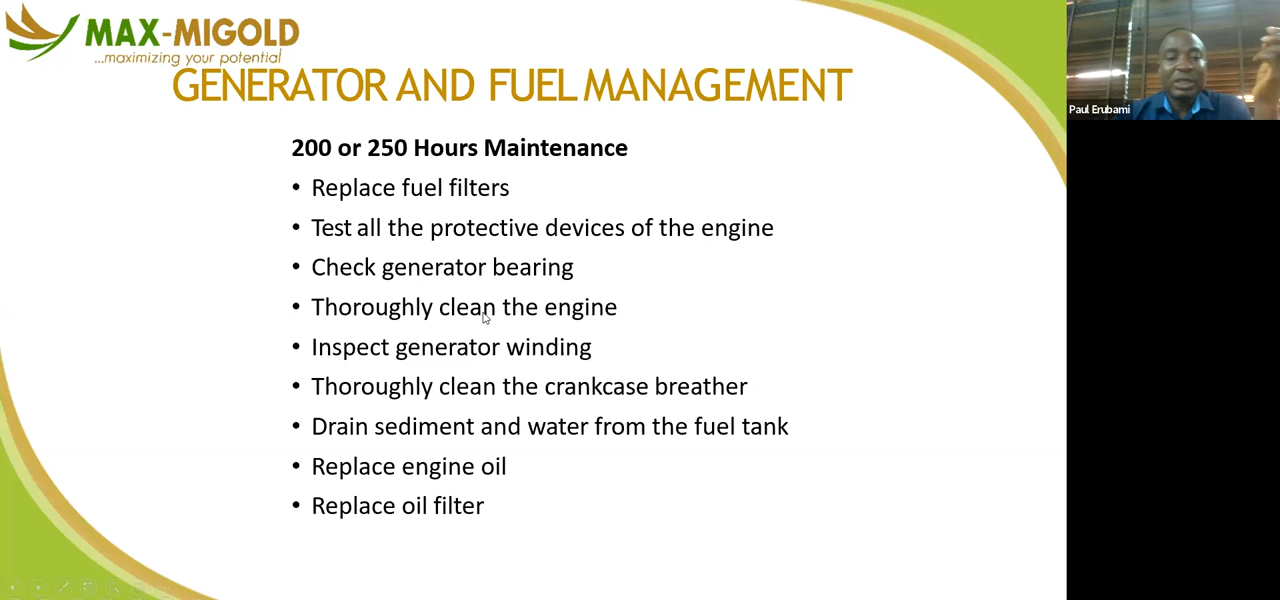 MAX-MIGOLD
...maximizing your potential
GENERATOR AND FUEL MANAGEMENT
200 or 250 Hours Maintenance
• Replace fuel filters
• Test all the protective devices of the engine
• Check generator bearing
• Thoroughly clean the engine
• Inspect generator winding
• Thoroughly clean the crankcase breather
• Drain sediment and water from the fuel tank
• Replace engine oil
• Replace oil filter
Paul Erubami